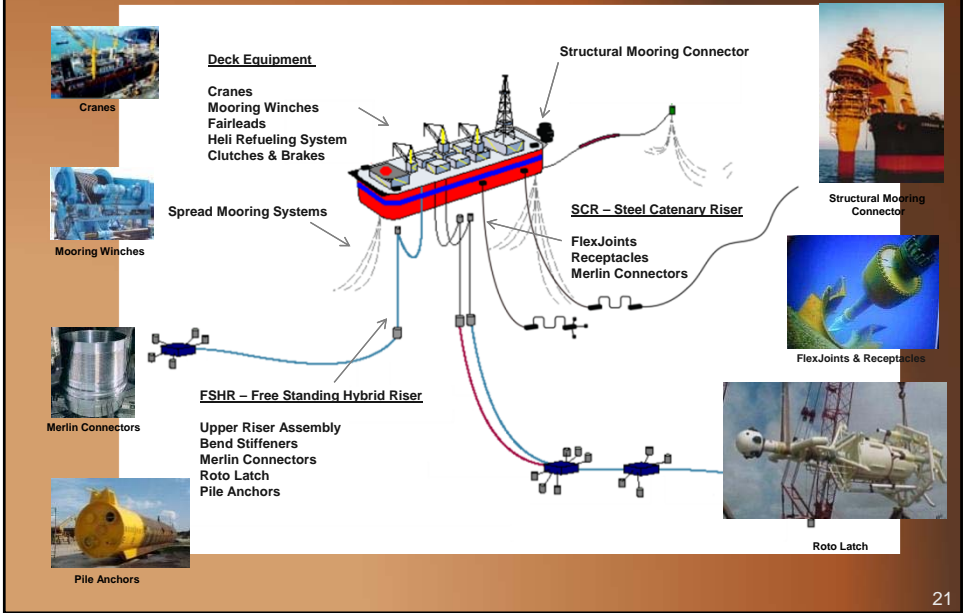 Deck Equipment
Cranes
Mooring Winches
Fairleads
Heli Refueling System
Clutches & Brakes
Structural Mooring Connector
Cranes
Spread Mooring Systems
SCR – Steel Catenary Riser
FlexJoints
Receptacles
Merlin Connectors
Structural Mooring
Connector
Mooring Winches
FlexJoints & Receptacles
FSHR – Free Standing Hybrid Riser
Upper Riser Assembly
Bend Stiffeners
Merlin Connectors
Roto Latch
Pile Anchors
Merlin Connectors
Roto Latch
Pile Anchors
21